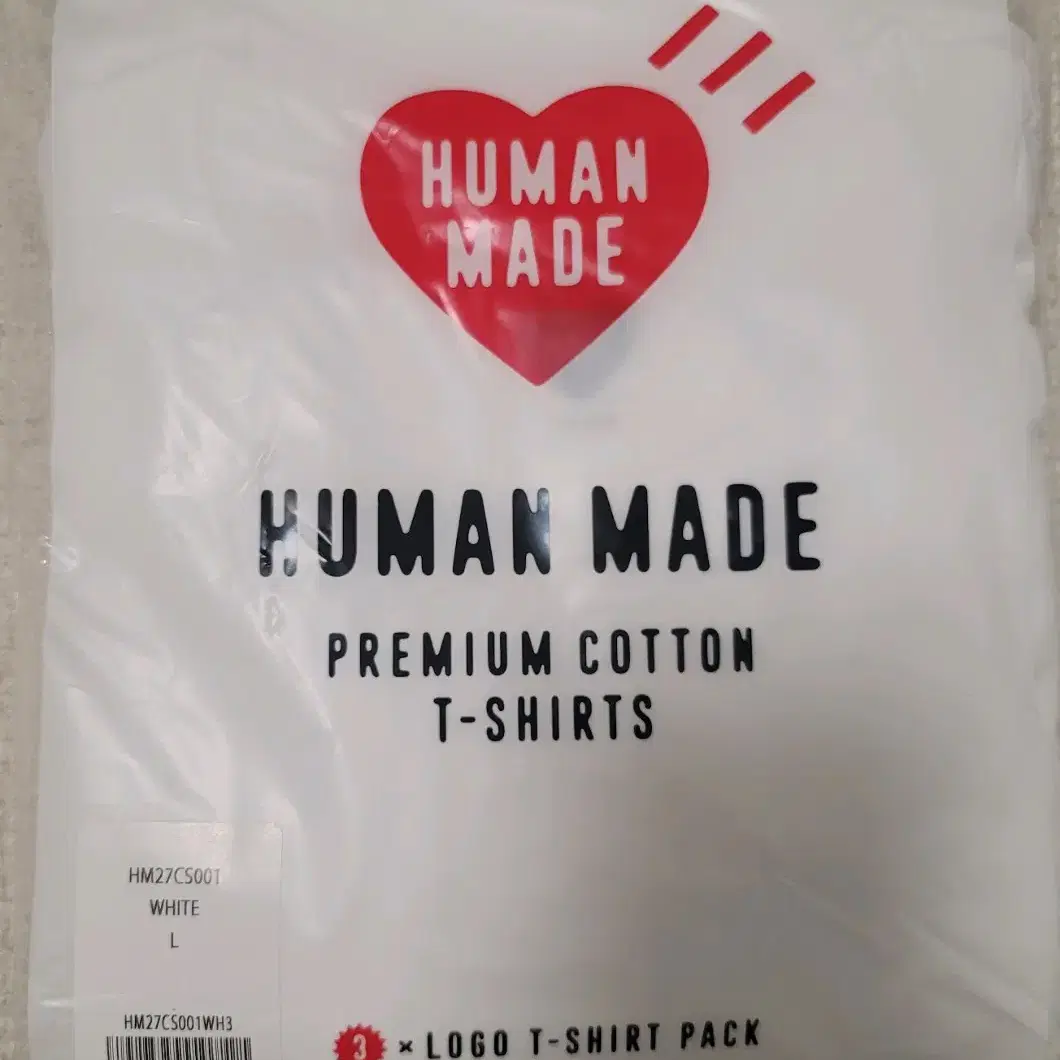 HUMAN
MADE
HUMAN MADE
PREMIUM COTTON
T-SHIRTS
HM27CS001
WHITE
L
HM27CS001WH3
3 × LOGO T-SHIRT PACK